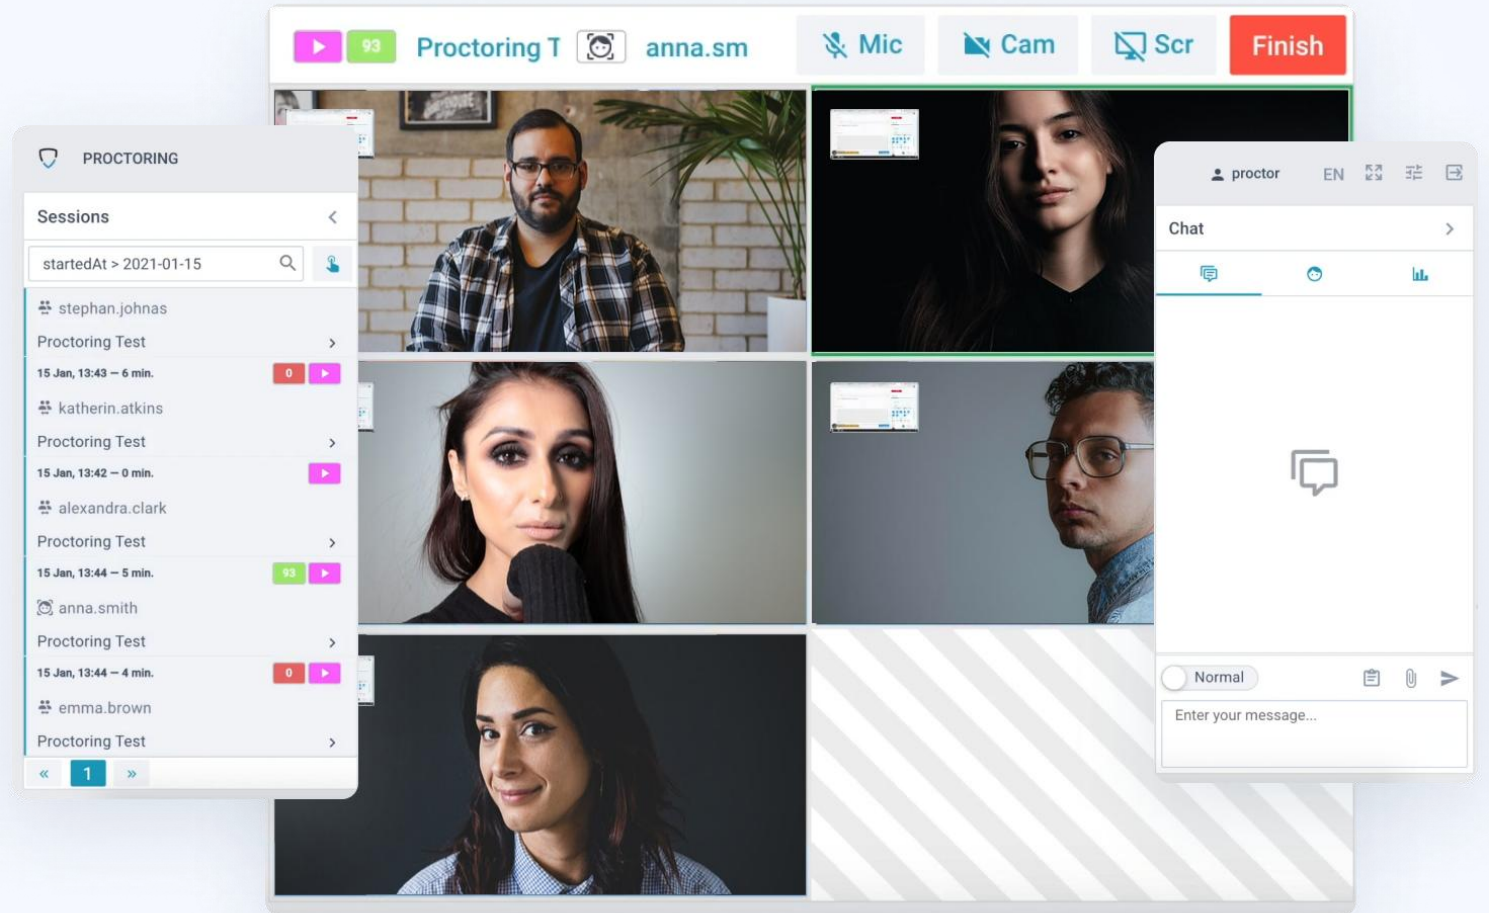 93
Proctoring T
anna.sm
Mic
Cam
Scr
Finish
PROCTORING
Sessions
startedAt > 2021-01-15
stephan.johnas
Proctoring Test
15 Jan, 13:43 – 6 min.
0
katherin.atkins
Proctoring Test
15 Jan, 13:42 – 0 min.
alexandra.clark
Proctoring Test
15 Jan, 13:44 – 5 min.
93
anna.smith
Proctoring Test
15 Jan, 13:44 – 4 min.
0
emma.brown
Proctoring Test
«
1
»
proctor
EN
Chat
Normal
Enter your message...